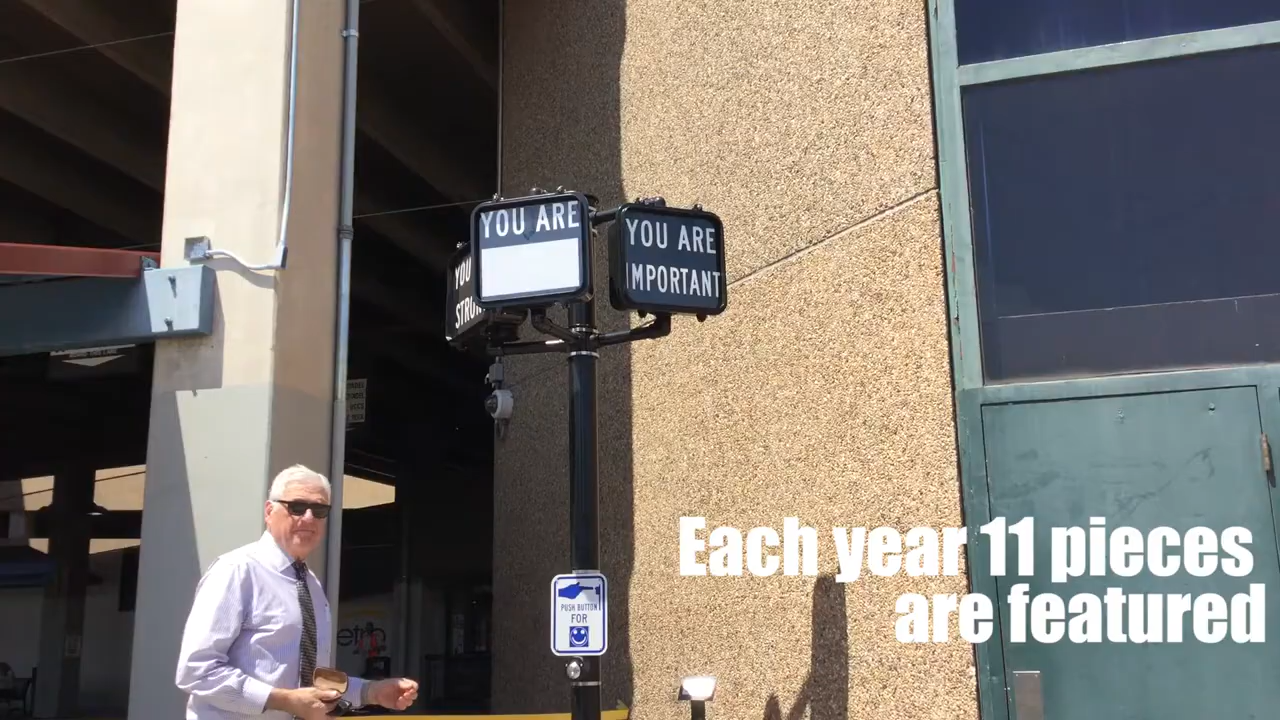 YOU ARE
YOU
YOU ARE
IMPORTANT
PUSH BUTTON
FOR
Each year 11 pieces
are featured